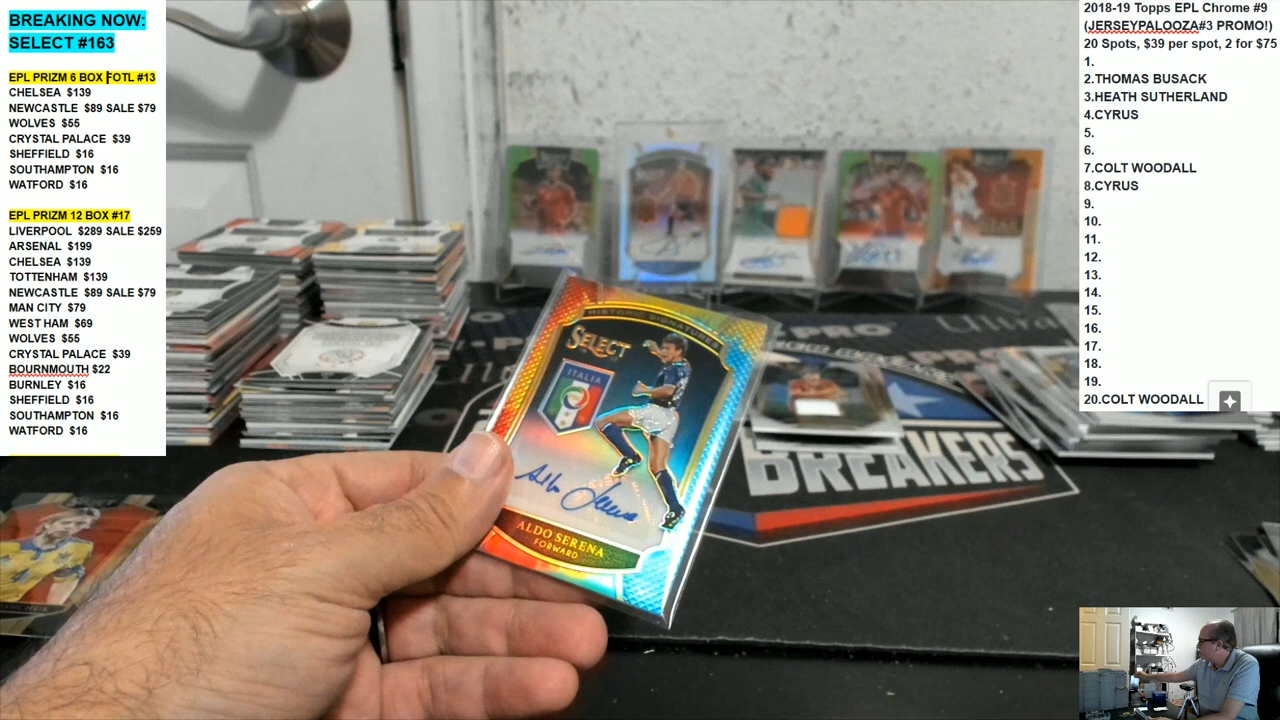 BREAKING NOW:
SELECT #163
EPL PRIZM 6 BOX FOTL #13
CHELSEA $139
NEWCASTLE $89 SALE $79
WOLVES $55
CRYSTAL PALACE $39
SHEFFIELD $16
SOUTHAMPTON $16
WATFORD $16
EPL PRIZM 12 BOX #17
LIVERPOOL $289 SALE $259
ARSENAL $199
CHELSEA $139
TOTTENHAM $139
NEWCASTLE $89 SALE $79
MAN CITY $79
WEST HAM $69
WOLVES $55
CRYSTAL PALACE $39
BOURNMOUTH $22
BURNLEY $16
SHEFFIELD $16
SOUTHAMPTON $16
WATFORD $16
HISTORIC SIGNATURES
SELECT
ITALIA
Aldo Serena
ALDO SERENA
FORWARD
PRO
Ultra
BREAKERS
2018-19 Topps EPL Chrome #9
(JERSEYPALOOZA#3 PROMO!)
20 Spots, $39 per spot, 2 for $75
1.
2.THOMAS BUSACK
3.HEATH SUTHERLAND
4.CYRUS
5.
6.
7.COLT WOODALL
8.CYRUS
9.
10.
11.
12.
13.
14.
15.
16.
17.
18.
19.
20.COLT WOODALL